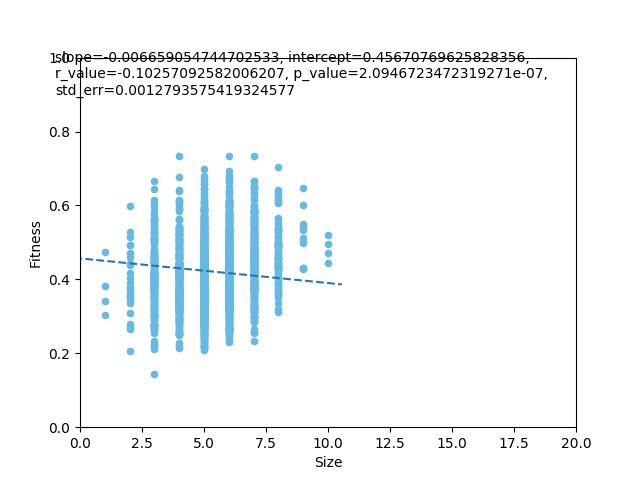 slope=-0.006659054744702533, intercept=0.45670769625828356,
r_value=-0.10257092582006207, p_value=2.0946723472319271e-07,
std_err=0.0012793575419324577
1.0
0.8
0.6
0.4
0.2
0.0
Fitness
0.0 2.5 5.0 7.5 10.0 12.5 15.0 17.5 20.0
Size